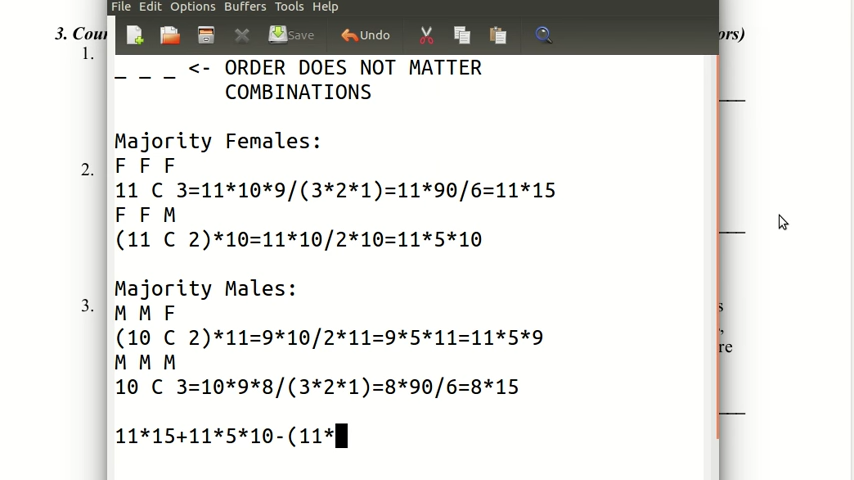 File Edit Options Buffers Tools Help
3. Cour
ors)
Save Undo
1.
_ _ _ <- ORDER DOES NOT MATTER
COMBINATIONS
Majority Females:
2.
F F F
11 C 3=11*10*9/(3*2*1)=11*90/6=11*15
F F M
(11 C 2)*10=11*10/2*10=11*5*10
Majority Males:
3.
M M F
s
,
(10 C 2)*11=9*10/2*11=9*5*11=11*5*9
re
M M M
10 C 3=10*9*8/(3*2*1)=8*90/6=8*15
11*15+11*5*10-(11*